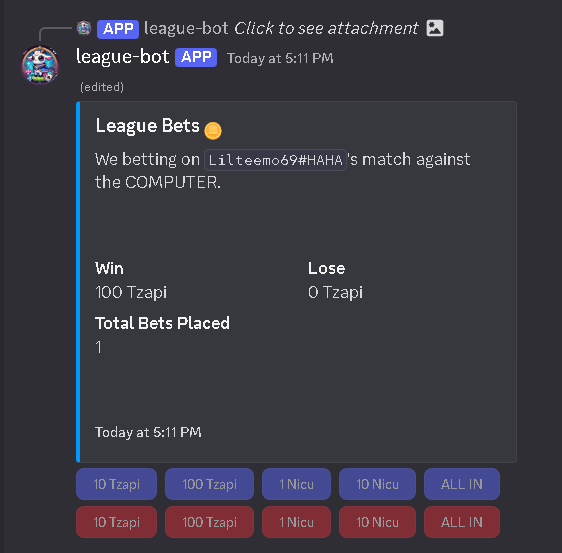 APP league-bot Click to see attachment
league-bot APP Today at 5:11 PM
(edited)
League Bets
We betting on Lilteemo69#HAHA's match against
the COMPUTER.
Win Lose
100 Tzapi 0 Tzapi
Total Bets Placed
1
Today at 5:11 PM
10 Tzapi 100 Tzapi 1 Nicu 10 Nicu ALL IN
10 Tzapi 100 Tzapi 1 Nicu 10 Nicu ALL IN